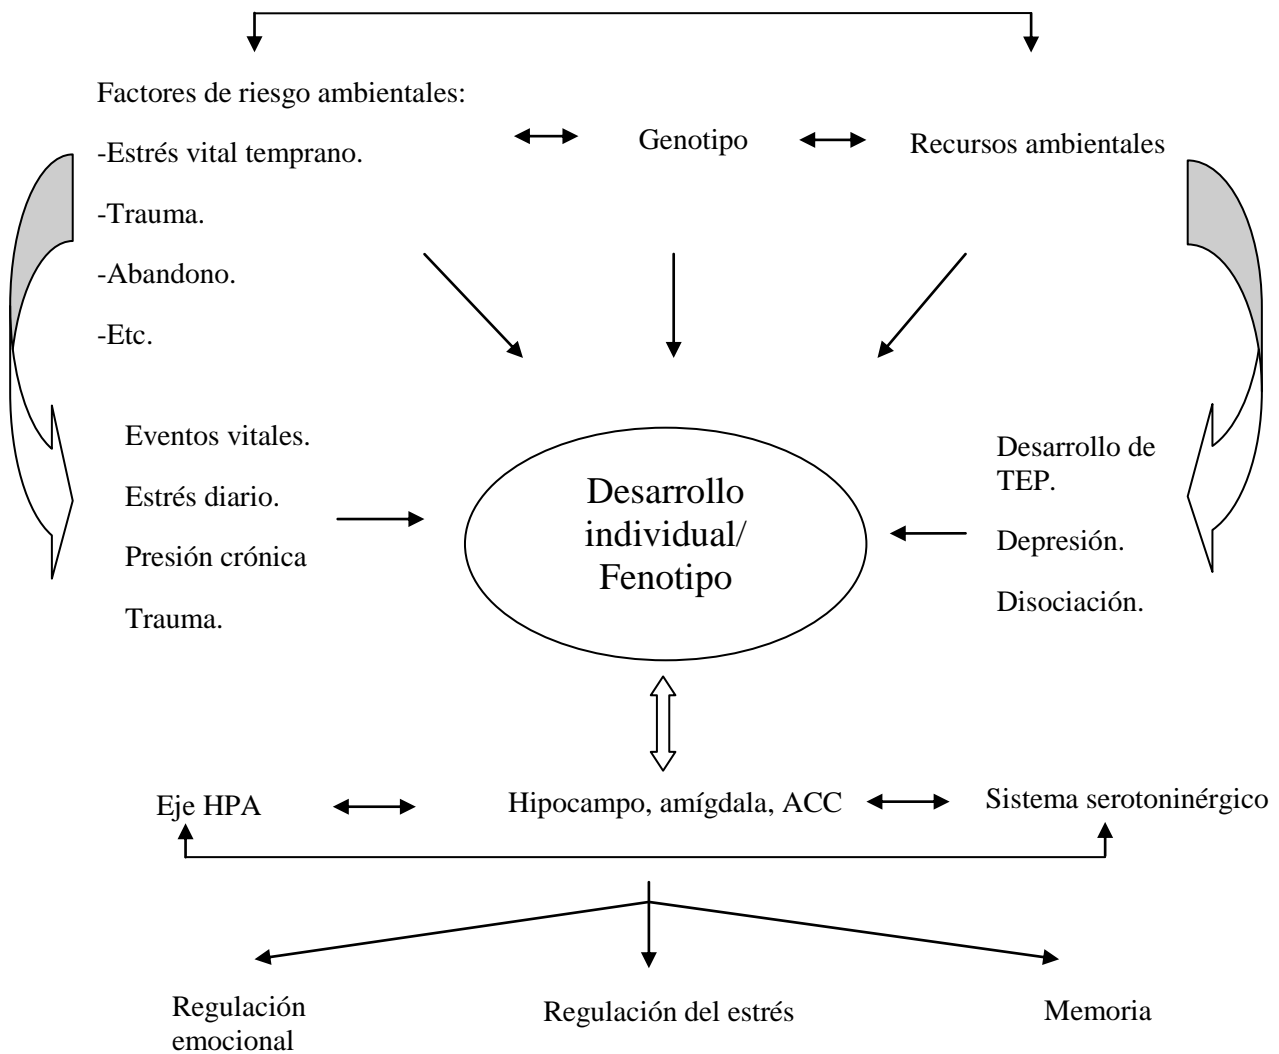 Factores de riesgo ambientales:
-Estrés vital temprano.
-Trauma.
-Abandono.
-Etc.
Genotipo
Recursos ambientales
Eventos vitales.
Estrés diario.
Presión crónica
Trauma.
Desarrollo
individual/
Fenotipo
Desarrollo de
TEP.
Depresión.
Disociación.
Eje HPA
Hipocampo, amígdala, ACC
Sistema serotoninérgico
Regulación
emocional
Regulación del estrés
Memoria